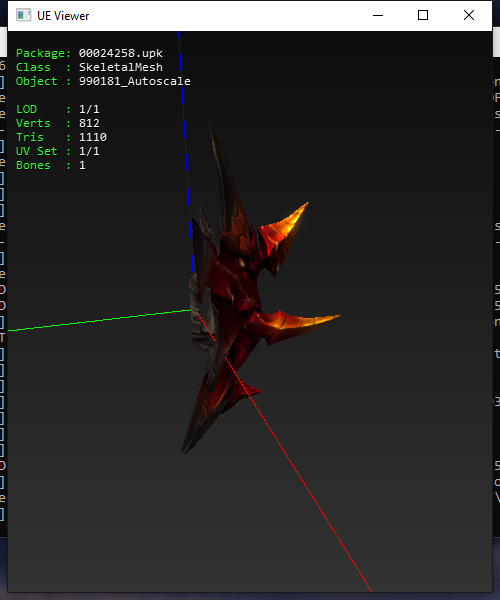 UE Viewer
Package: 00024258.upk
Class  : SkeletalMesh
Object : 990181_Autoscale
LOD    : 1/1
Verts  : 812
Tris   : 1110
UV Set : 1/1
Bones  : 1